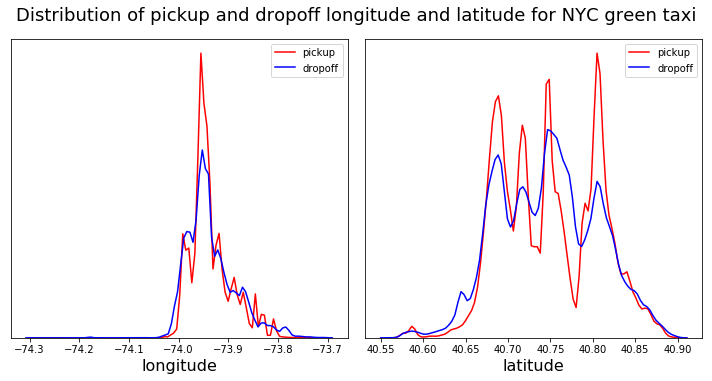 Distribution of pickup and dropoff longitude and latitude for NYC green taxi
pickup
dropoff
pickup
dropoff
−74.3 −74.2 −74.1 −74.0 −73.9 −73.8 −73.7
longitude
40.55 40.60 40.65 40.70 40.75 40.80 40.85 40.90
latitude